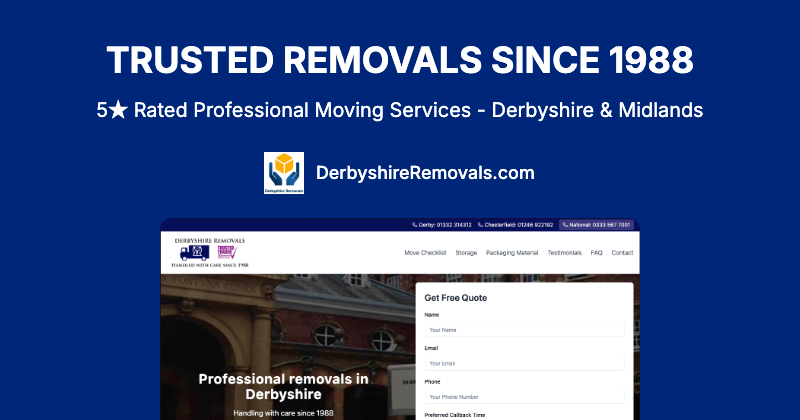 TRUSTED REMOVALS SINCE 1988
5★ Rated Professional Moving Services - Derbyshire & Midlands
Derbyshire Removals
DerbyshireRemovals.com
Derby: 01332 314312 Chesterfield: 01246 922192 National: 0333 567 7001
DERBYSHIRE REMOVALS
TRUSTED
HANDLED WITH CARE SINCE 1988
Move Checklist Storage Packaging Material Testimonials FAQ Contact
Get Free Quote
Name
Your Name
Email
Your Email
Phone
Your Phone Number
Preferred Callback Time
Professional removals in
Derbyshire
Handling with care since 1988